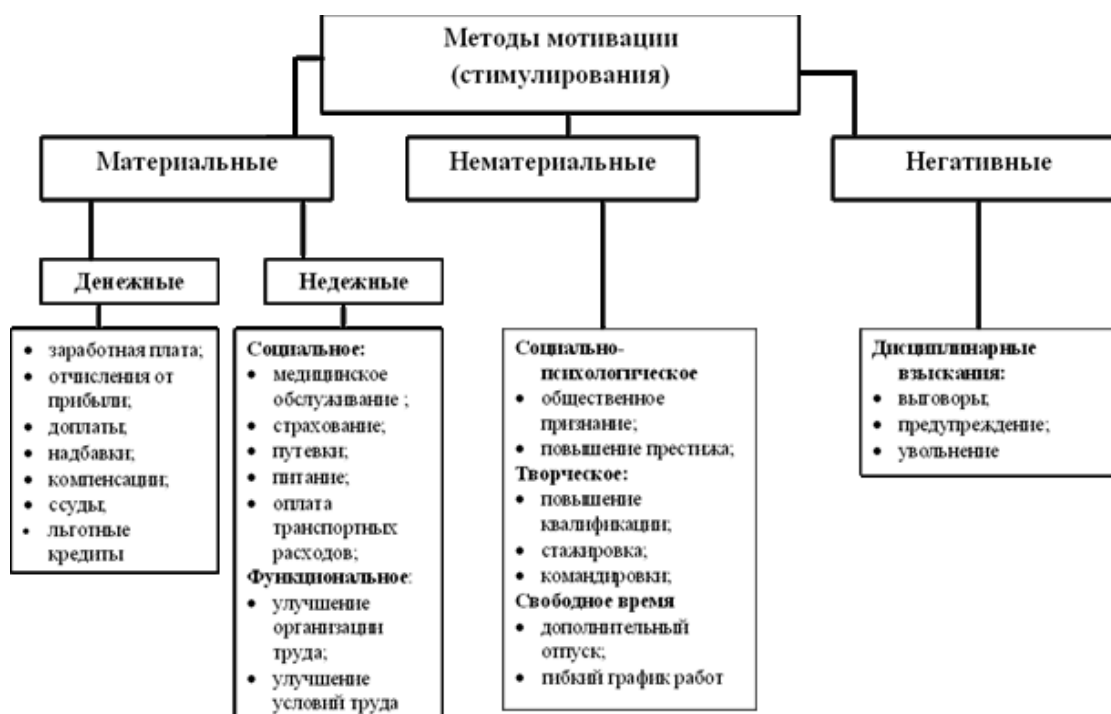 Методы мотивации
(стимулирования)
Материальные
Нематериальные
Негативные
Денежные
Недежные
• заработная плата;
• отчисления от
прибыли;
• доплаты;
• надбавки;
• компенсации;
• ссуды;
• льготные
кредиты
Социальное:
• медицинское
обслуживание ;
• страхование;
• путевки;
• питание;
• оплата
транспортных
расходов;
Функциональное:
• улучшение
организации
труда;
• улучшение
условий труда
Социально-
психологическое
• общественное
признание;
• повышение престижа;
Творческое:
• повышение
квалификации;
• стажировка;
• командировки;
Свободное время
• дополнительный
отпуск;
• гибкий график работ
Дисциплинарные
взыскания:
• выговоры;
• предупреждение;
• увольнение